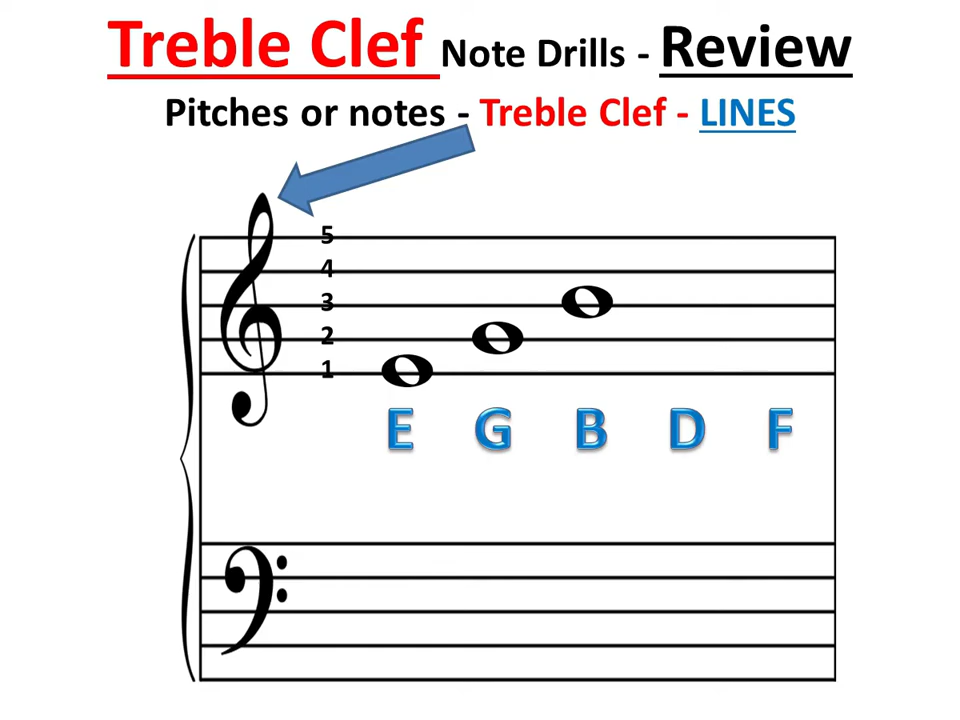 Treble Clef Note Drills - Review
Pitches or notes - Treble Clef - LINES
5
4
3
2
1
E G B D F